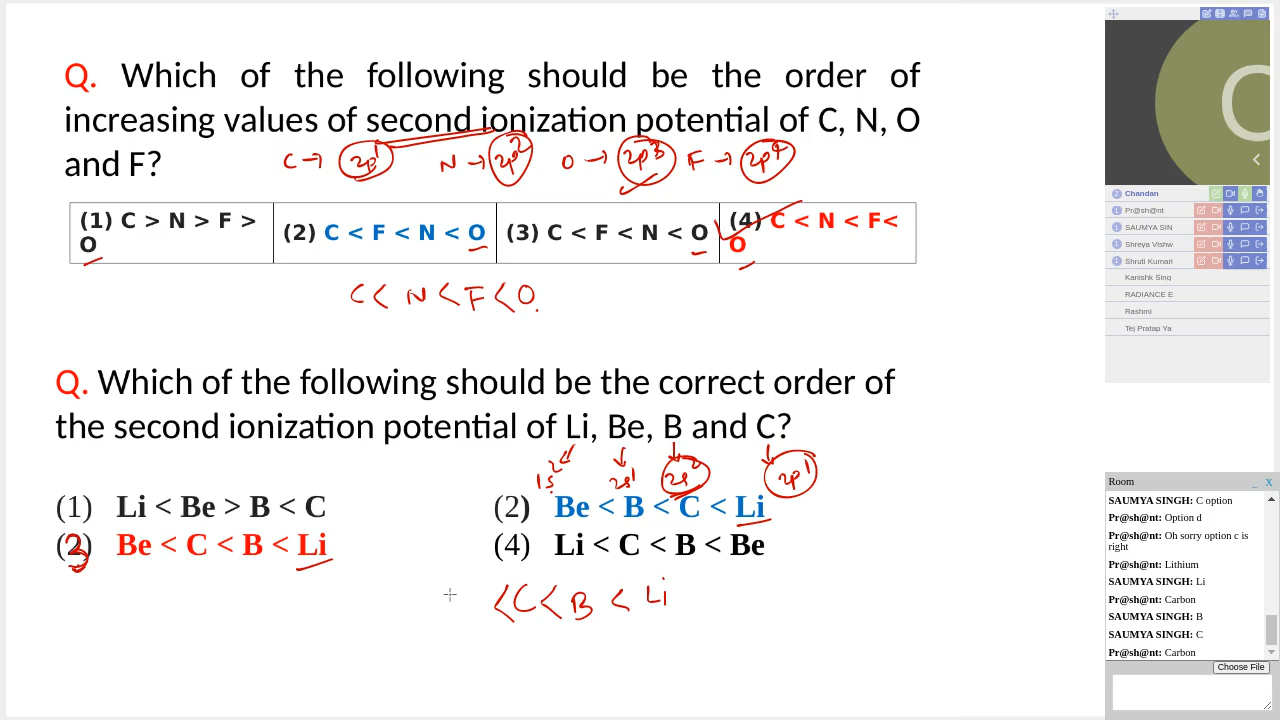 Q. Which of the following should be the order of
increasing values of second ionization potential of C, N, O
and F?
C → 2p¹ N → 2p² O → 2p³ F → 2p⁴
(1) C > N > F > O
(2) C < F < N < O
(3) C < F < N < O
(4) C < N < F< O
C < N < F < O
Q. Which of the following should be the correct order of
the second ionization potential of Li, Be, B and C?
1s² 2s¹ 2s² 2p¹
(1) Li < Be > B < C
(2) Be < B < C < Li
(2) Be < C < B < Li
3
(4) Li < C < B < Be
< C < B < Li
C
Chandan
Pr@sh@nt
SAUMYA SIN
Shreya Vishw
Shruti Kumari
Kanishk Sing
RADIANCE E
Rashmi
Tej Pratap Ya
Room _ X
SAUMYA SINGH: C option
Pr@sh@nt: Option d
Pr@sh@nt: Oh sorry option c is
right
Pr@sh@nt: Lithium
SAUMYA SINGH: Li
Pr@sh@nt: Carbon
SAUMYA SINGH: B
SAUMYA SINGH: C
Pr@sh@nt: Carbon
Choose File